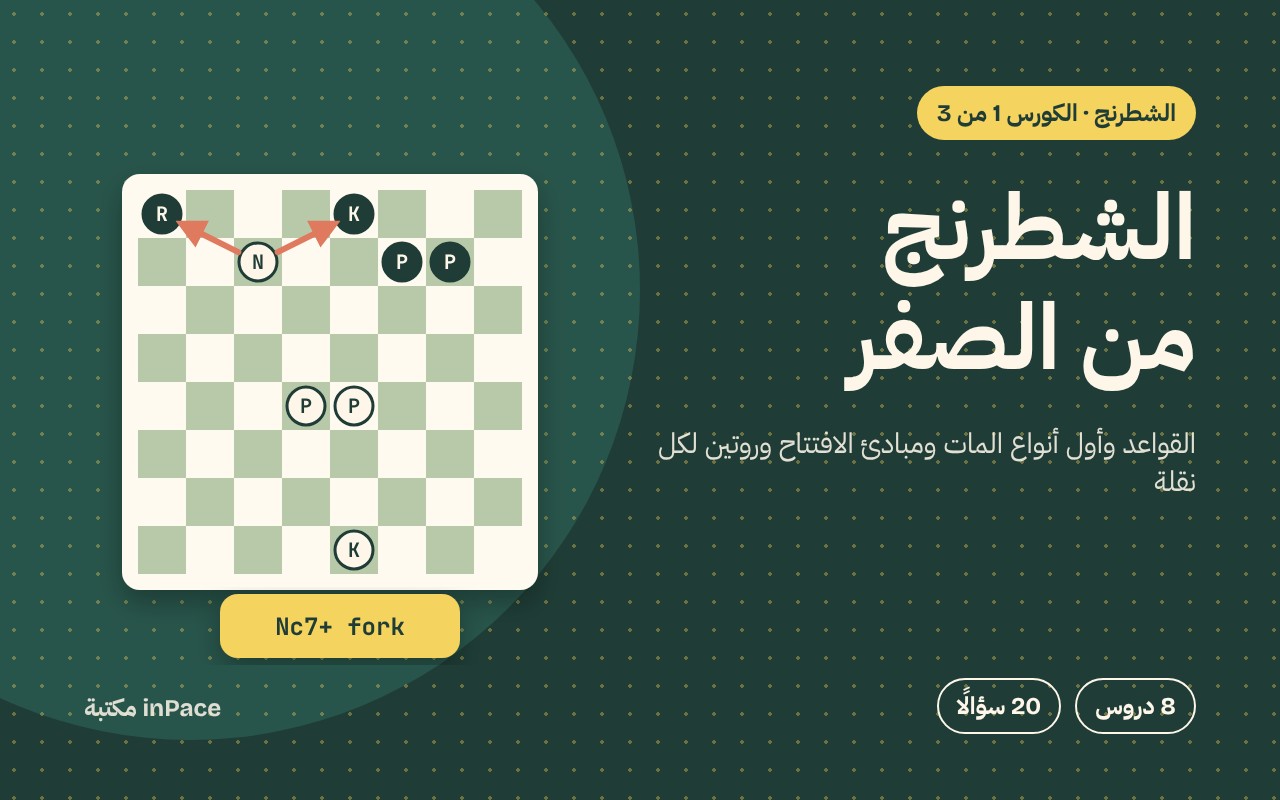 الشطرنج · الكورس 1 من 3
الشطرنج
من الصفر
القواعد وأول أنواع المات ومبادئ الافتتاح وروتين لكل
نقلة
R
K
N
P
P
P
P
K
Nc7+ fork
8 دروس
20 سؤالًا
مكتبة inPace